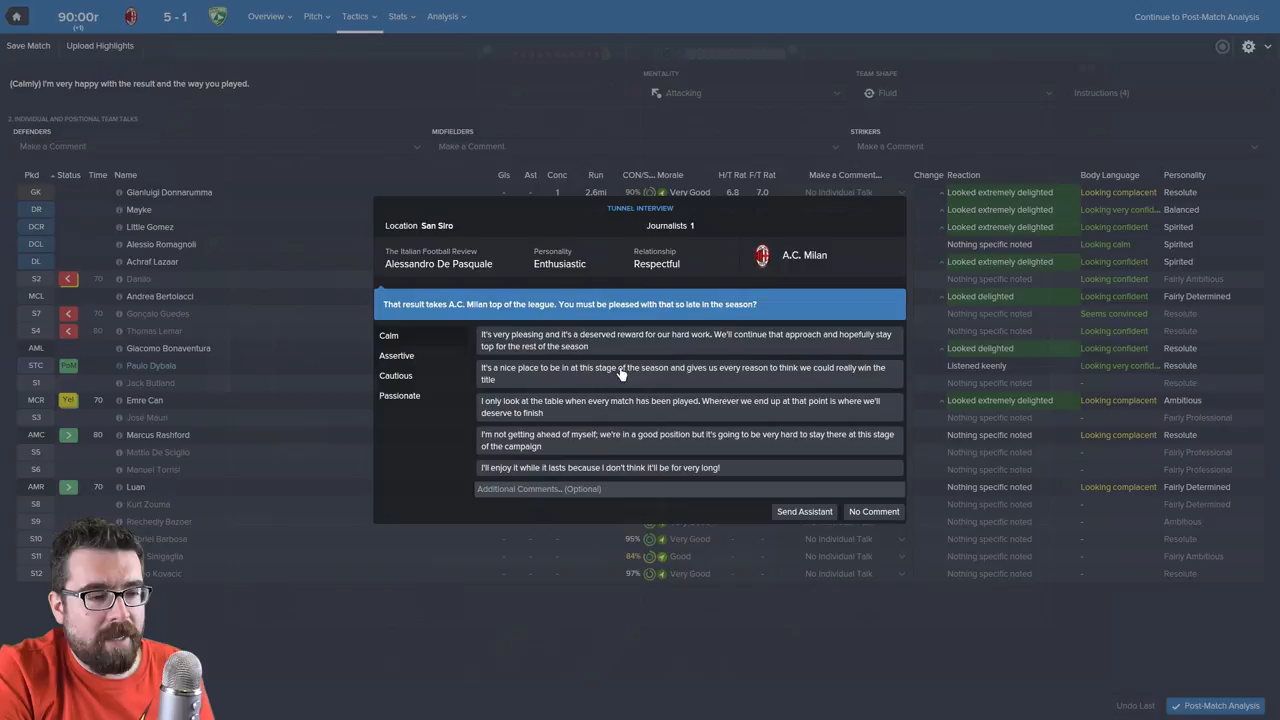 90:00r
(+1)
5 - 1
Overview
Pitch
Tactics
Stats
Analysis
Continue to Post-Match Analysis
Save Match
Upload Highlights
(Calmly) I'm very happy with the result and the way you played.
MENTALITY
Attacking
TEAM SHAPE
Fluid
Instructions (4)
2. INDIVIDUAL AND POSITIONAL TEAM TALKS
DEFENDERS
MIDFIELDERS
STRIKERS
Make a Comment
Make a Comment
Make a Comment
Pkd Status Time Name Gls Ast Conc Run CON/S... Morale H/T Rat F/T Rat Make a Comment... Change Reaction Body Language Personality
GK Gianluigi Donnarumma - - 1 2.6mi 90% Very Good 6.8 7.0 No Individual Talk Looked extremely delighted Looking complacent Resolute
DR Mayke Looked extremely delighted Looking very confid... Balanced
DCR Little Gomez Looked extremely delighted Looking confident Spirited
DCL Alessio Romagnoli Nothing specific noted Looking calm Spirited
DL Achraf Lazaar Looked extremely delighted Looking confident Spirited
S2 70 Danilo Nothing specific noted Looking confident Fairly Ambitious
MCL Andrea Bertolacci Looked delighted Looking confident Fairly Determined
S7 70 Gonçalo Guedes Nothing specific noted Seems convinced Resolute
S4 80 Thomas Lemar Nothing specific noted Looking confident Resolute
AML Giacomo Bonaventura Looked delighted Looking confident Resolute
STC PoM Paulo Dybala Listened keenly Looking confid... Resolute
S1 Jack Butland Nothing specific noted - Resolute
MCR Yel Emre Can Looked extremely delighted Looking complacent Ambitious
S3 José Mauri Nothing specific noted - Fairly Professional
AMC 80 Marcus Rashford Nothing specific noted Looking complacent Resolute
S5 Mattia De Sciglio Nothing specific noted - Fairly Professional
S6 Manuel Torrisi Nothing specific noted - Fairly Professional
AMR 70 Luan Nothing specific noted Looking complacent Fairly Determined
S8 Kurt Zouma Nothing specific noted - Fairly Determined
S9 Riechedly Bazoer Nothing specific noted - Ambitious
S10 Barbosa - - 95% Very Good - - No Individual Talk Nothing specific noted - Resolute
S11 Sinigaglia - - 84% Good - - No Individual Talk Nothing specific noted - Fairly Ambitious
S12 Kovacic - - 97% Very Good - - No Individual Talk Nothing specific noted - Resolute
TUNNEL INTERVIEW
Location San Siro
Journalists 1
The Italian Football Review
Alessandro De Pasquale
Personality
Enthusiastic
Relationship
Respectful
A.C. Milan
That result takes A.C. Milan top of the league. You must be pleased with that so late in the season?
Calm
Assertive
Cautious
Passionate
It's very pleasing and it's a deserved reward for our hard work. We'll continue that approach and hopefully stay
top for the rest of the season
It's a nice place to be in at this stage of the season and gives us every reason to think we could really win the
title
I only look at the table when every match has been played. Wherever we end up at that point is where we'll
deserve to finish
I'm not getting ahead of myself; we're in a good position but it's going to be very hard to stay there at this stage
of the campaign
I'll enjoy it while it lasts because I don't think it'll be for very long!
Additional Comments... (Optional)
Send Assistant
No Comment
Undo Last
Post-Match Analysis